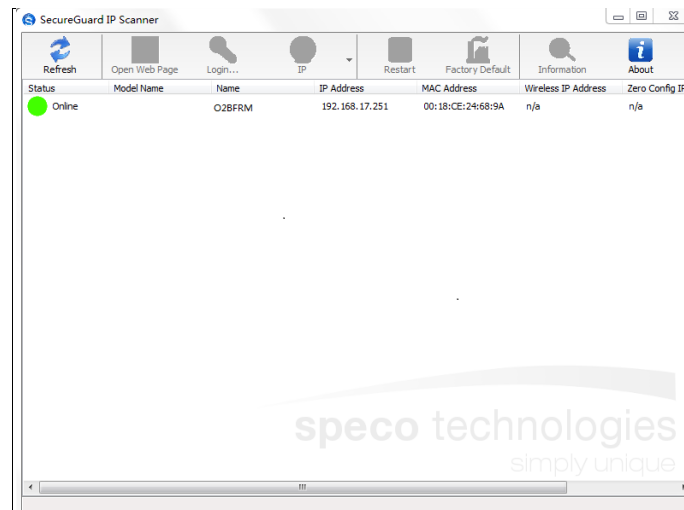 SecureGuard IP Scanner
Refresh Open Web Page Login... IP Restart Factory Default Information About
Status Model Name Name IP Address MAC Address Wireless IP Address Zero Config IP
Online O2BFRM 192.168.17.251 00:18:CE:24:68:9A n/a n/a
speco technologies
simply unique